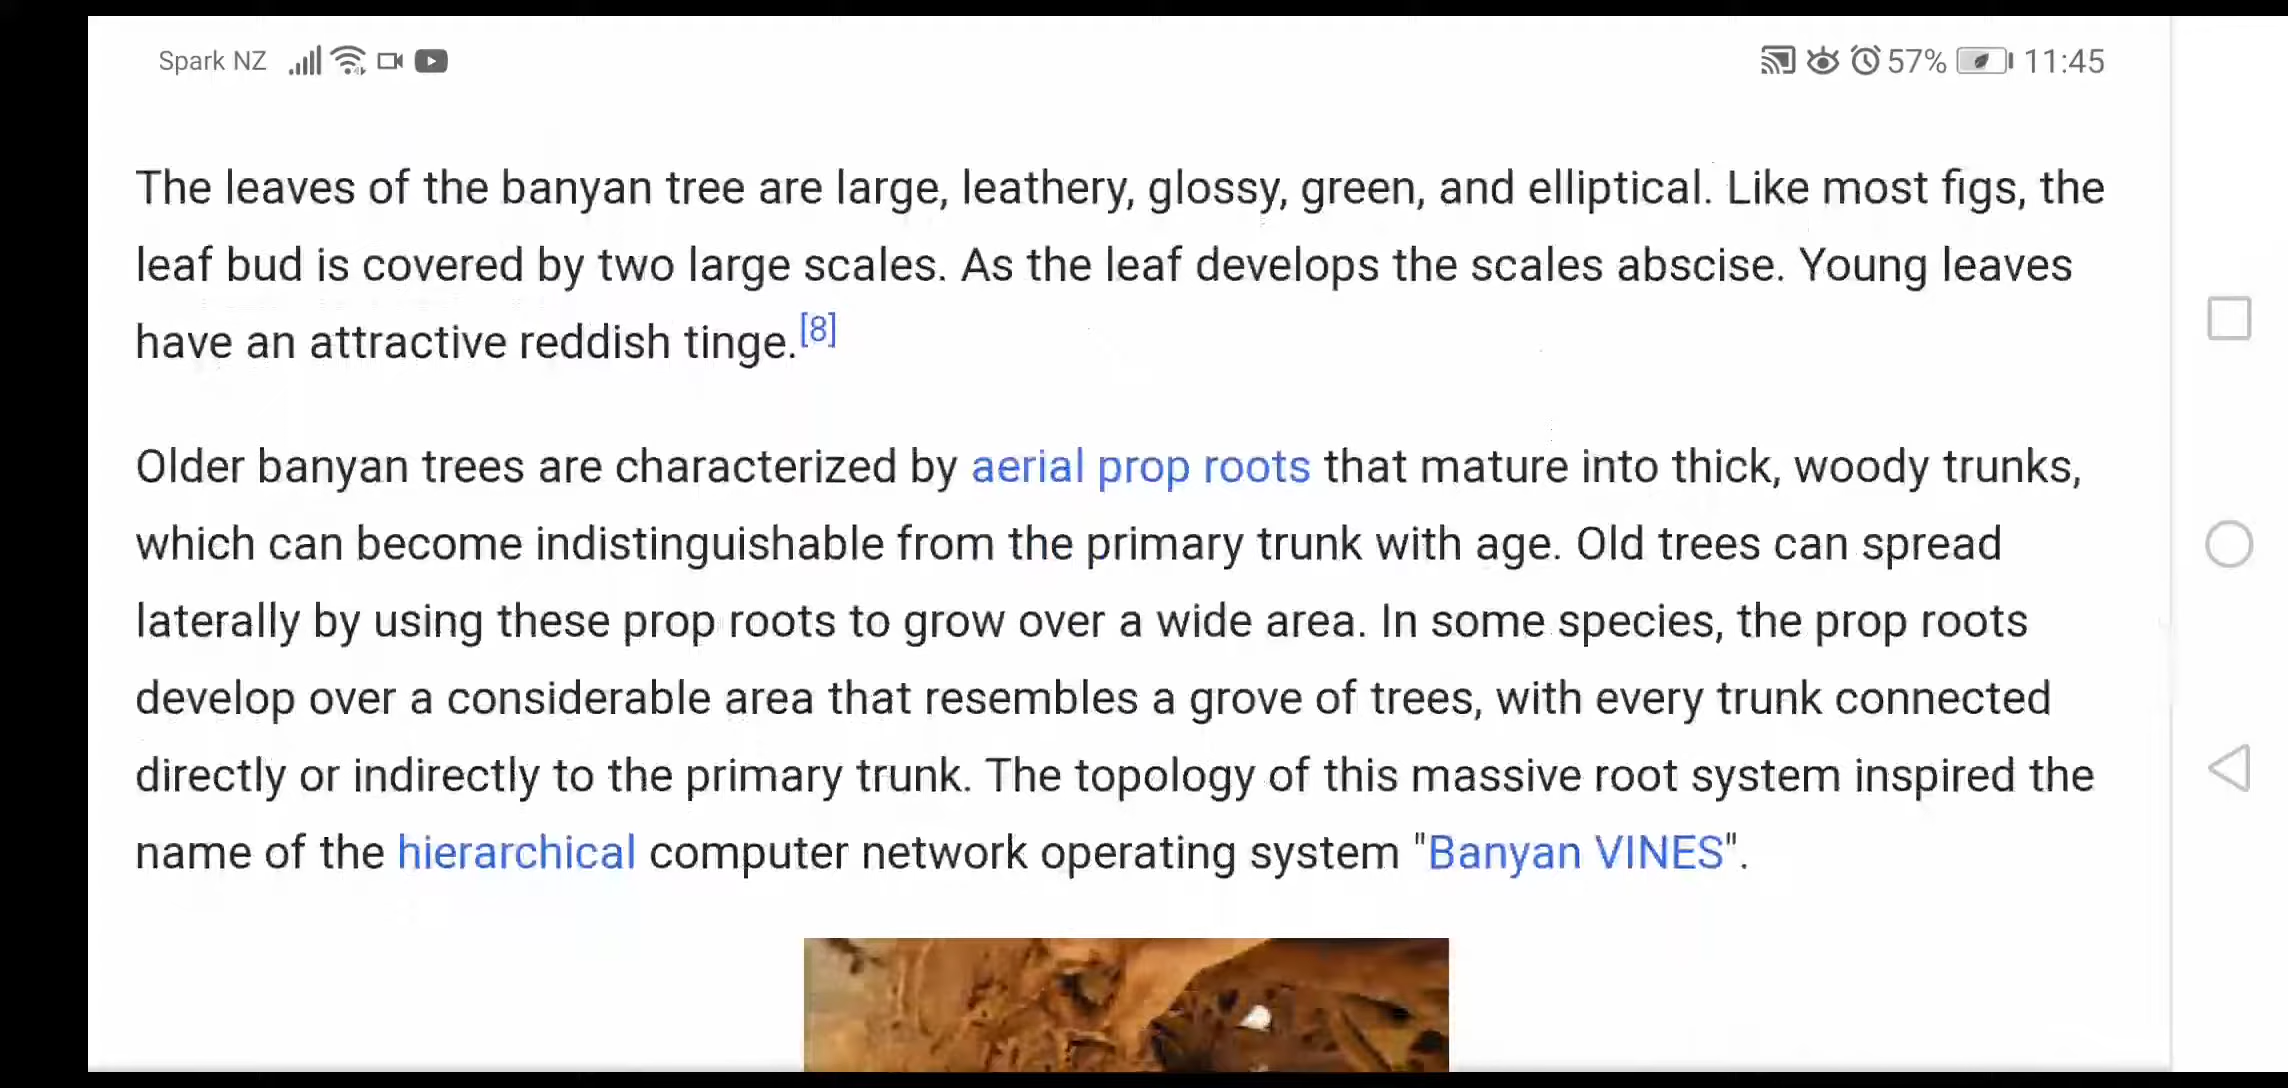 Spark NZ 57% 11:45
The leaves of the banyan tree are large, leathery, glossy, green, and elliptical. Like most figs, the
leaf bud is covered by two large scales. As the leaf develops the scales abscise. Young leaves
have an attractive reddish tinge.[8]
Older banyan trees are characterized by aerial prop roots that mature into thick, woody trunks,
which can become indistinguishable from the primary trunk with age. Old trees can spread
laterally by using these prop roots to grow over a wide area. In some species, the prop roots
develop over a considerable area that resembles a grove of trees, with every trunk connected
directly or indirectly to the primary trunk. The topology of this massive root system inspired the
name of the hierarchical computer network operating system "Banyan VINES".